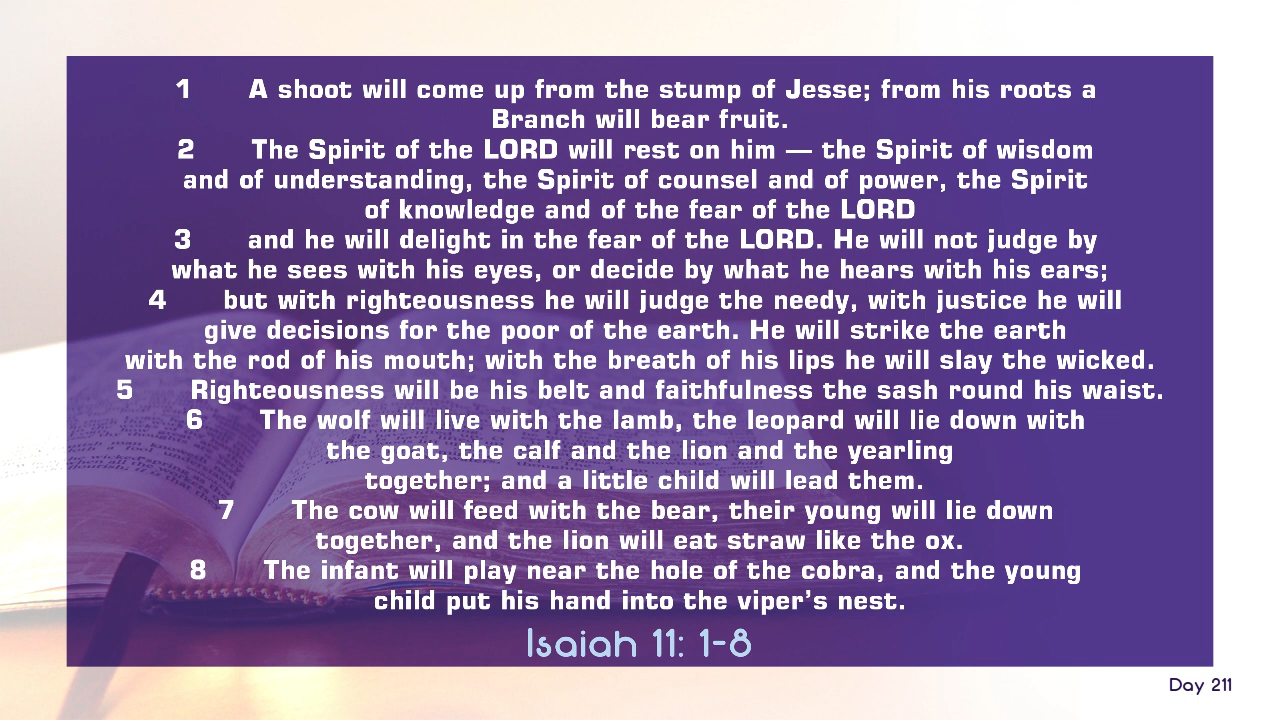 1 A shoot will come up from the stump of Jesse; from his roots a
Branch will bear fruit.
2 The Spirit of the LORD will rest on him — the Spirit of wisdom
and of understanding, the Spirit of counsel and of power, the Spirit
of knowledge and of the fear of the LORD
3 and he will delight in the fear of the LORD. He will not judge by
what he sees with his eyes, or decide by what he hears with his ears;
4 but with righteousness he will judge the needy, with justice he will
give decisions for the poor of the earth. He will strike the earth
with the rod of his mouth; with the breath of his lips he will slay the wicked.
5 Righteousness will be his belt and faithfulness the sash round his waist.
6 The wolf will live with the lamb, the leopard will lie down with
the goat, the calf and the lion and the yearling
together; and a little child will lead them.
7 The cow will feed with the bear, their young will lie down
together, and the lion will eat straw like the ox.
8 The infant will play near the hole of the cobra, and the young
child put his hand into the viper’s nest.
Isaiah 11: 1-8
Day 211